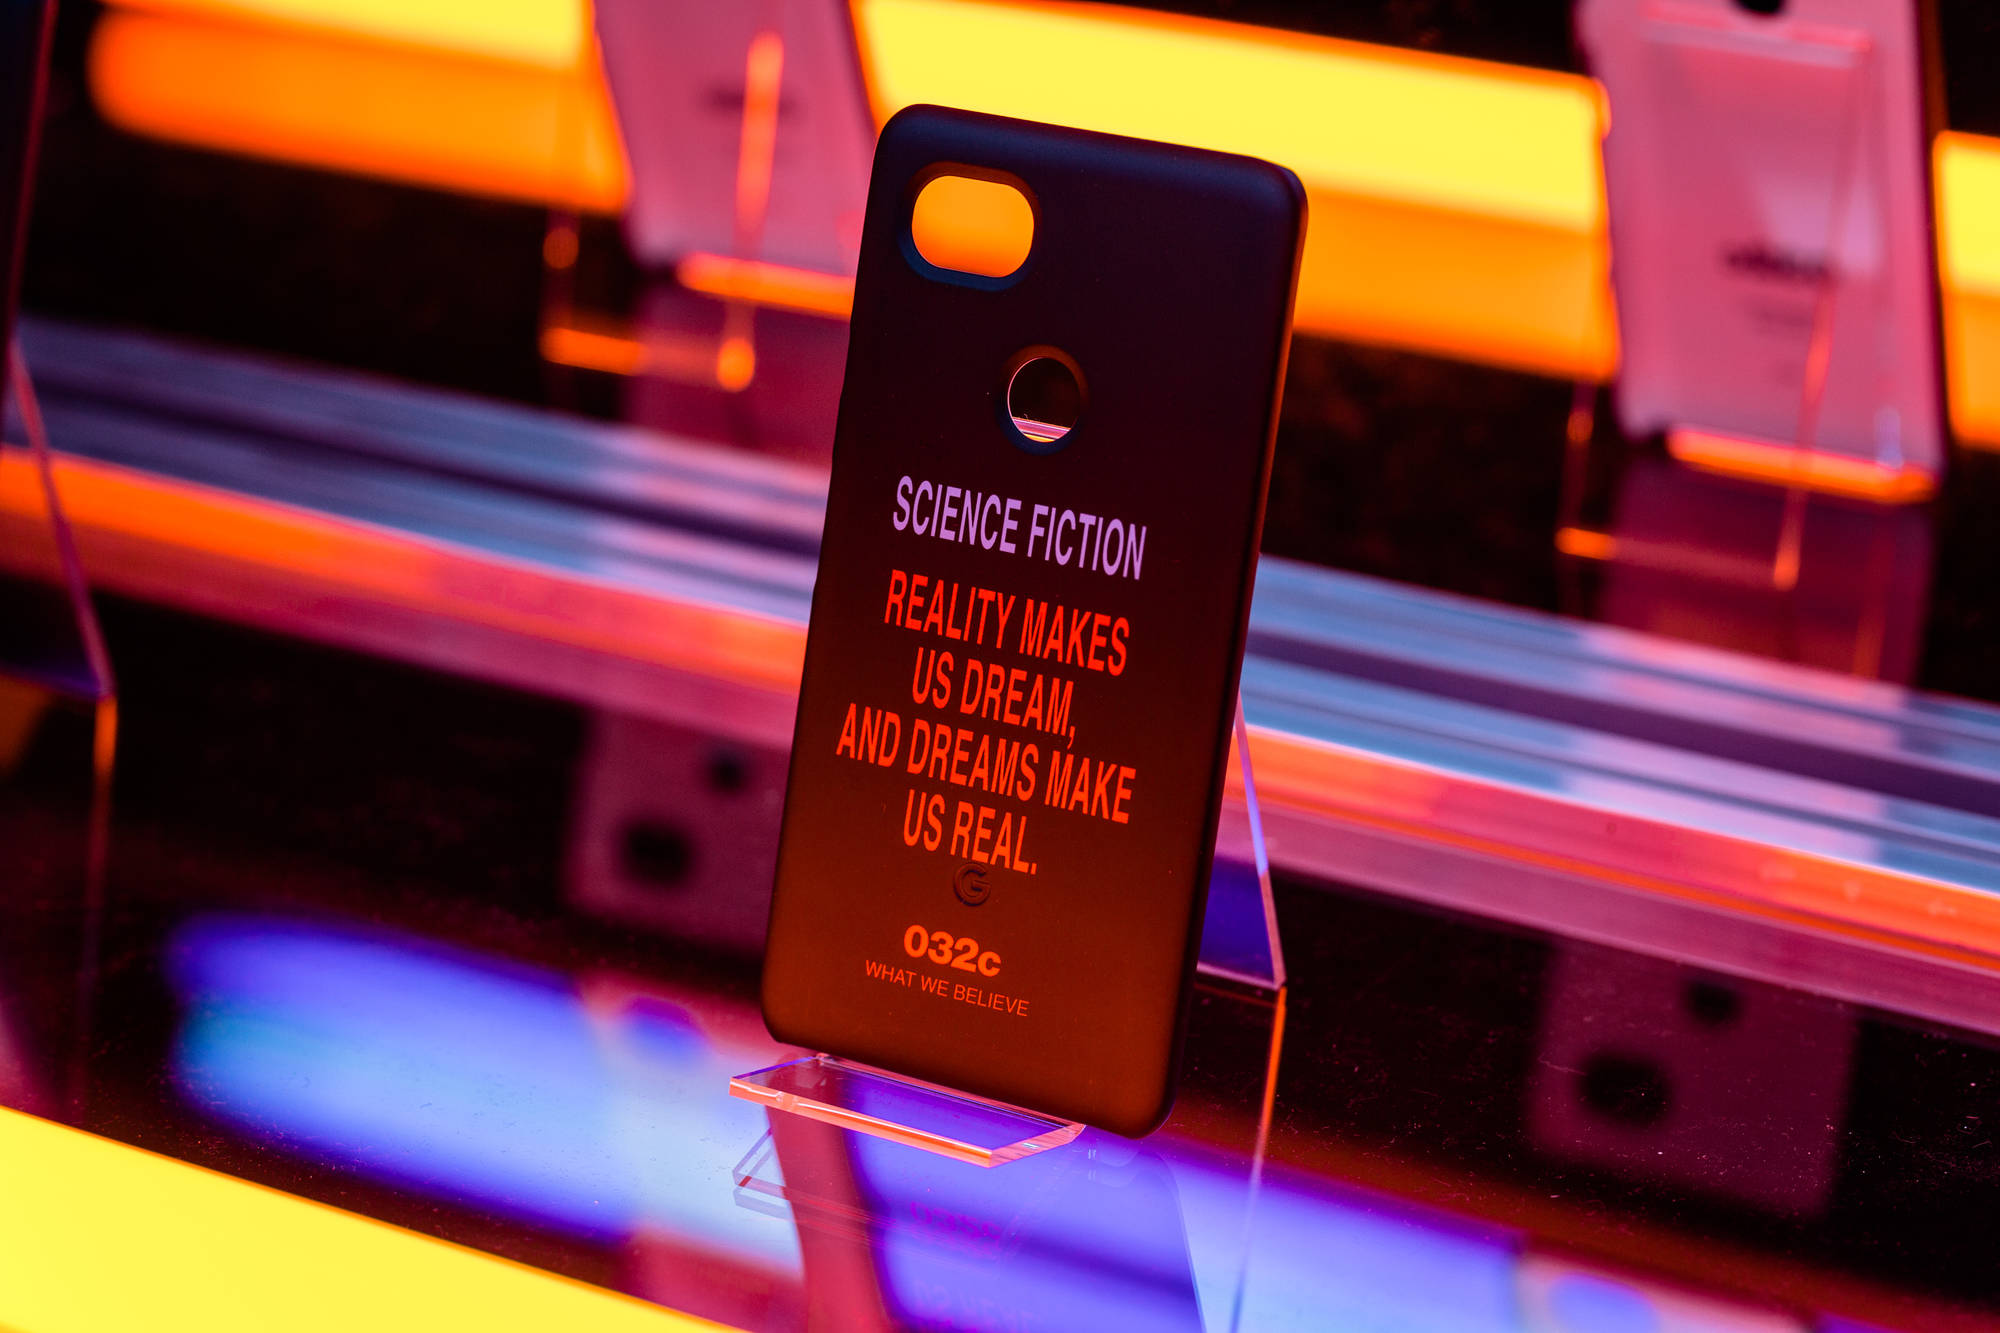 SCIENCE FICTION
REALITY MAKES
US DREAM,
AND DREAMS MAKE
US REAL.
G
032c
WHAT WE BELIEVE